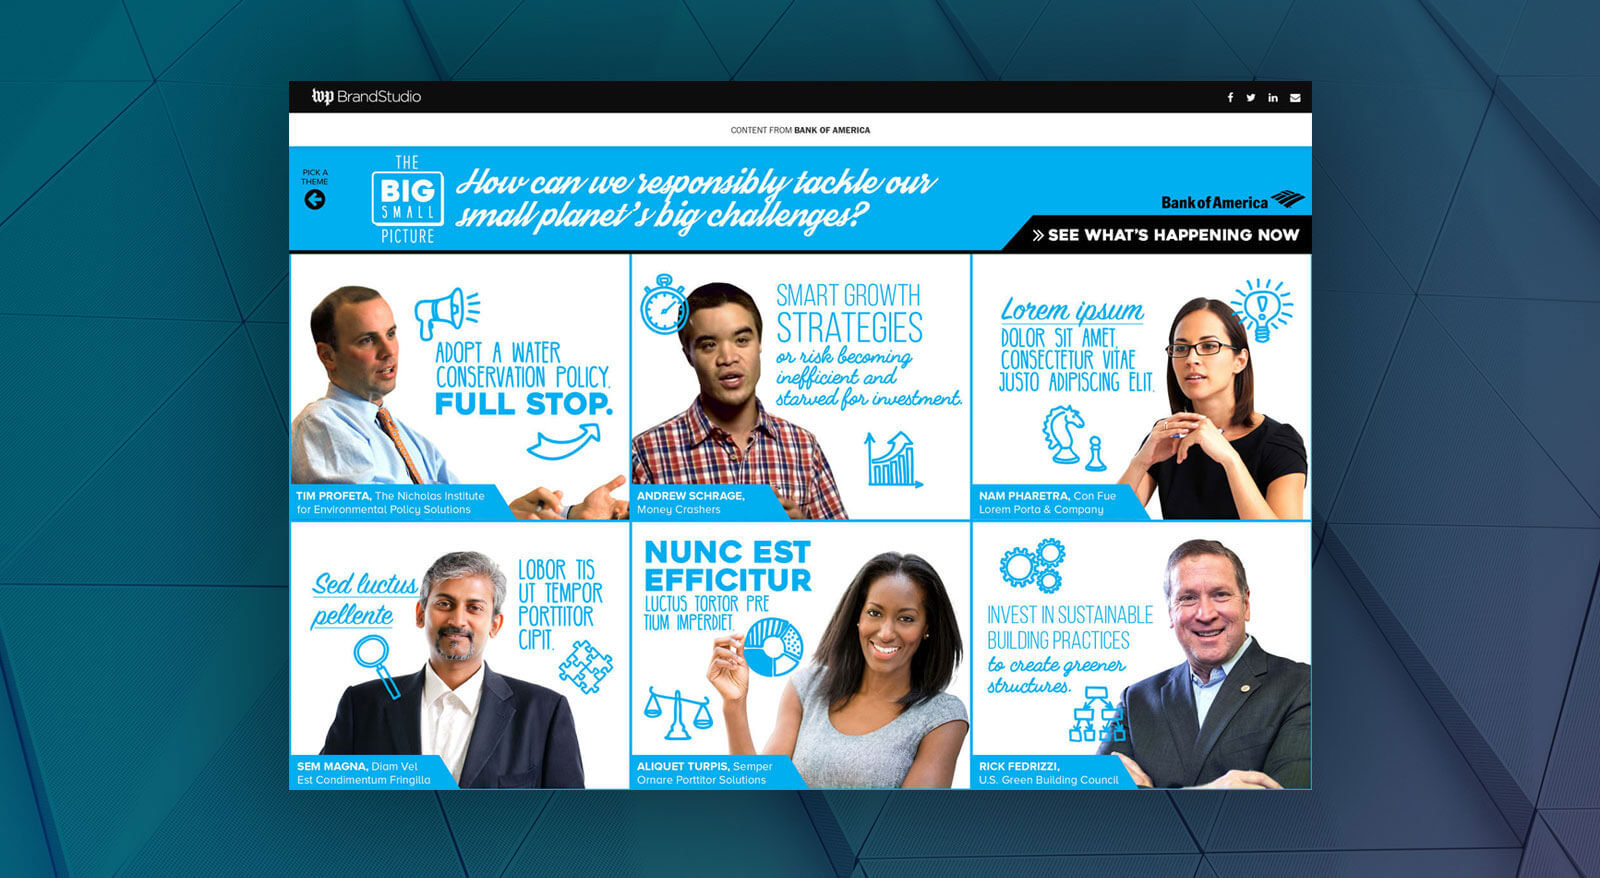 wp BrandStudio
CONTENT FROM BANK OF AMERICA
PICK A
THEME
THE
BIG
SMALL
PICTURE
How can we responsibly tackle our
small planet's big challenges?
Bank of America
SEE WHAT'S HAPPENING NOW
ADOPT A WATER
CONSERVATION POLICY.
FULL STOP.
TIM PROFETA, The Nicholas Institute
for Environmental Policy Solutions
SMART GROWTH
STRATEGIES
or risk becoming
inefficient and
starved for investment.
ANDREW SCHRAGE,
Money Crashers
Lorem ipsum
DOLOR SIT AMET,
CONSECTETUR VITAE
JUSTO ADIPISCING ELIT.
NAM PHARETRA, Con Fue
Lorem Porta & Company
Sed luctus
pellente
LOBOR TIS
UT TEMPOR
PORTTITOR
CIPIT.
SEM MAGNA, Diam Vel
Est Condimentum Fringilla
NUNC EST
EFFICITUR
LUCTUS TORTOR PRE
TIUM IMPERDIET.
ALIQUET TURPIS, Semper
Ornare Porttitor Solutions
INVEST IN SUSTAINABLE
BUILDING PRACTICES
to create greener
structures.
RICK FEDRIZZI,
U.S. Green Building Council